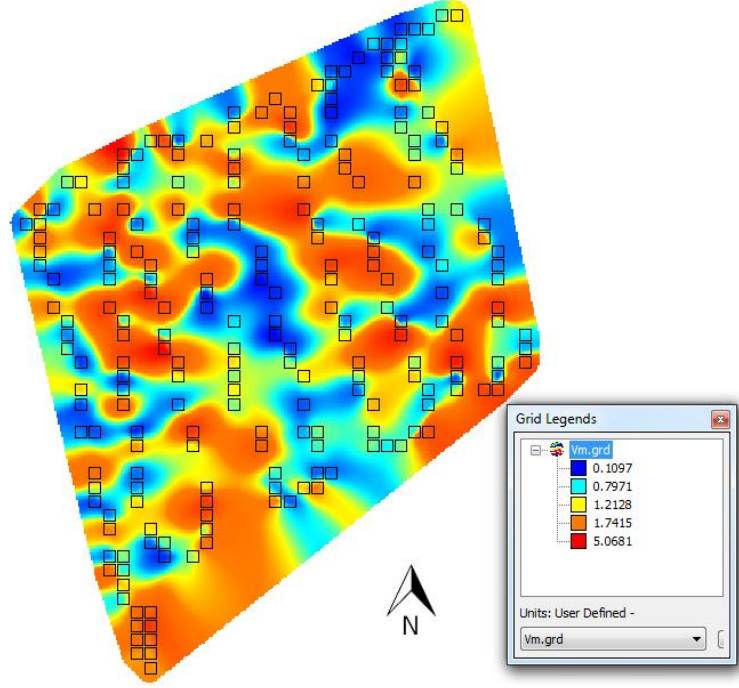 Grid Legends
Vm.grd
0.1097
0.7971
1.2128
1.7415
5.0681
N
Units: User Defined -
Vm.grd